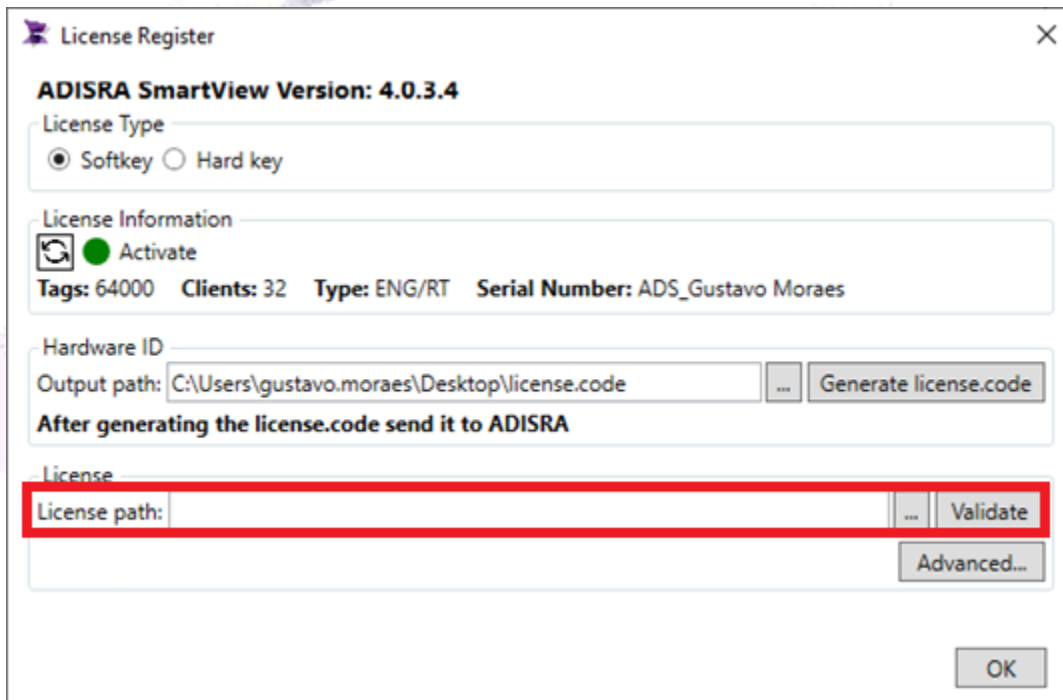 License Register
ADISRA SmartView Version: 4.0.3.4
License Type
Softkey Hard key
License Information
Activate
Tags: 64000 Clients: 32 Type: ENG/RT Serial Number: ADS_Gustavo Moraes
Hardware ID
Output path: C:\Users\gustavo.moraes\Desktop\license.code ... Generate license.code
After generating the license.code send it to ADISRA
License
License path: ... Validate
Advanced...
OK